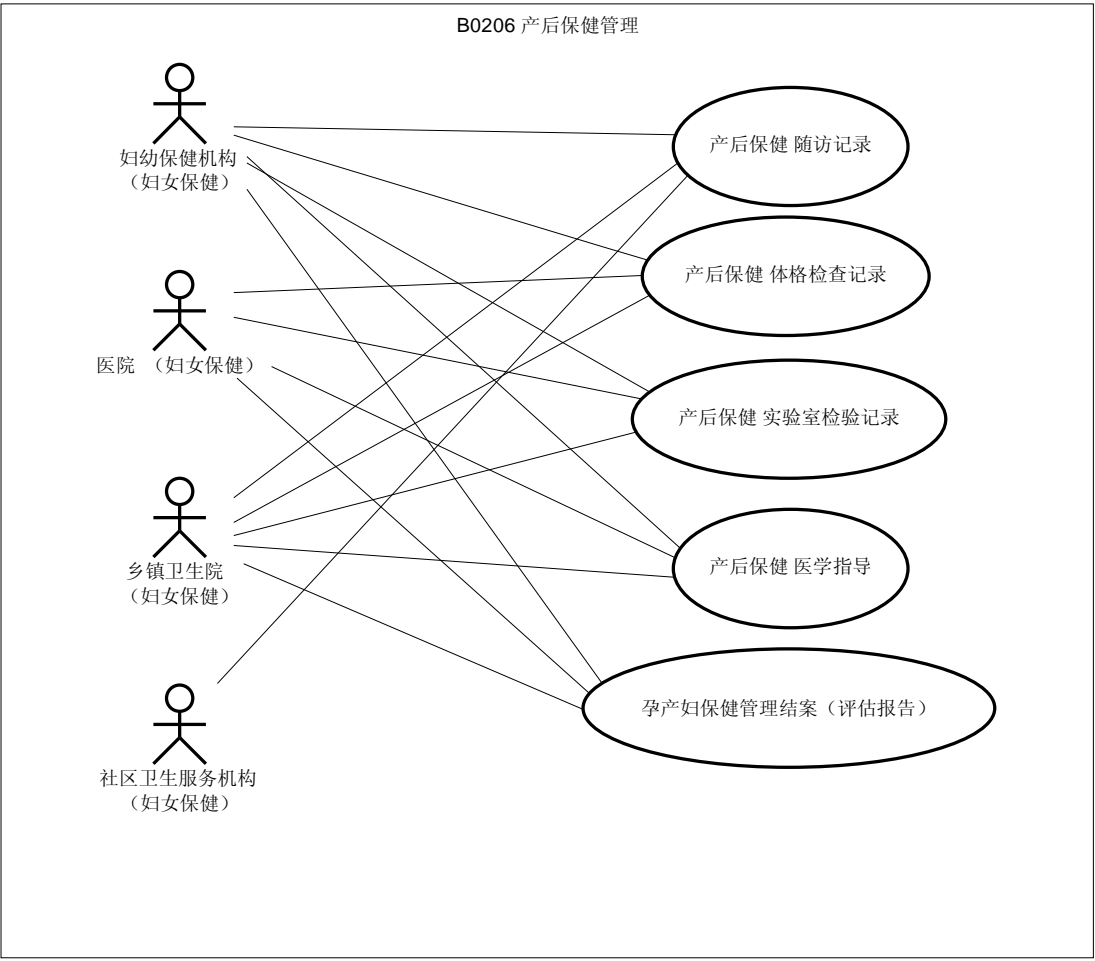 B0206 产后保健管理
妇幼保健机构
（妇女保健）
医院 （妇女保健）
乡镇卫生院
（妇女保健）
社区卫生服务机构
（妇女保健）
产后保健 随访记录
产后保健 体格检查记录
产后保健 实验室检验记录
产后保健 医学指导
孕产妇保健管理结案（评估报告）